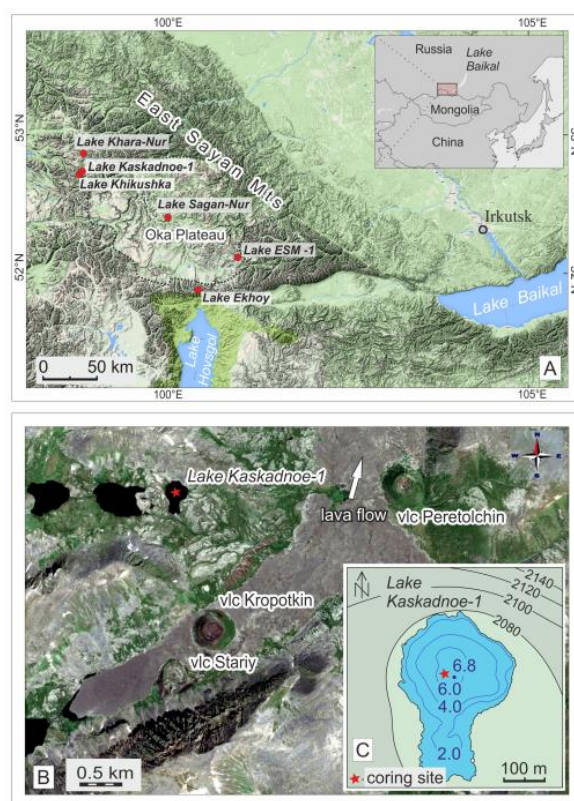 100°E
105°E
Russia
Lake
Baikal
Mongolia
China
53°N
East Sayan Mts
Lake Khara-Nur
Lake Kaskadnoe-1
Lake Khikushka
Lake Sagan-Nur
Oka Plateau
Irkutsk
Lake ESM -1
52°N
Lake Ekhoy
Lake Baikal
Lake
Hovsgol
0 50 km
A
100°E
105°E
Lake Kaskadnoe-1
lava flow
vlc Peretolchin
vlc Kropotkin
vlc Stariy
B
0.5 km
N
Lake
Kaskadnoe-1
2140
2120
2100
2080
6.8
6.0
4.0
2.0
C
coring site
100 m